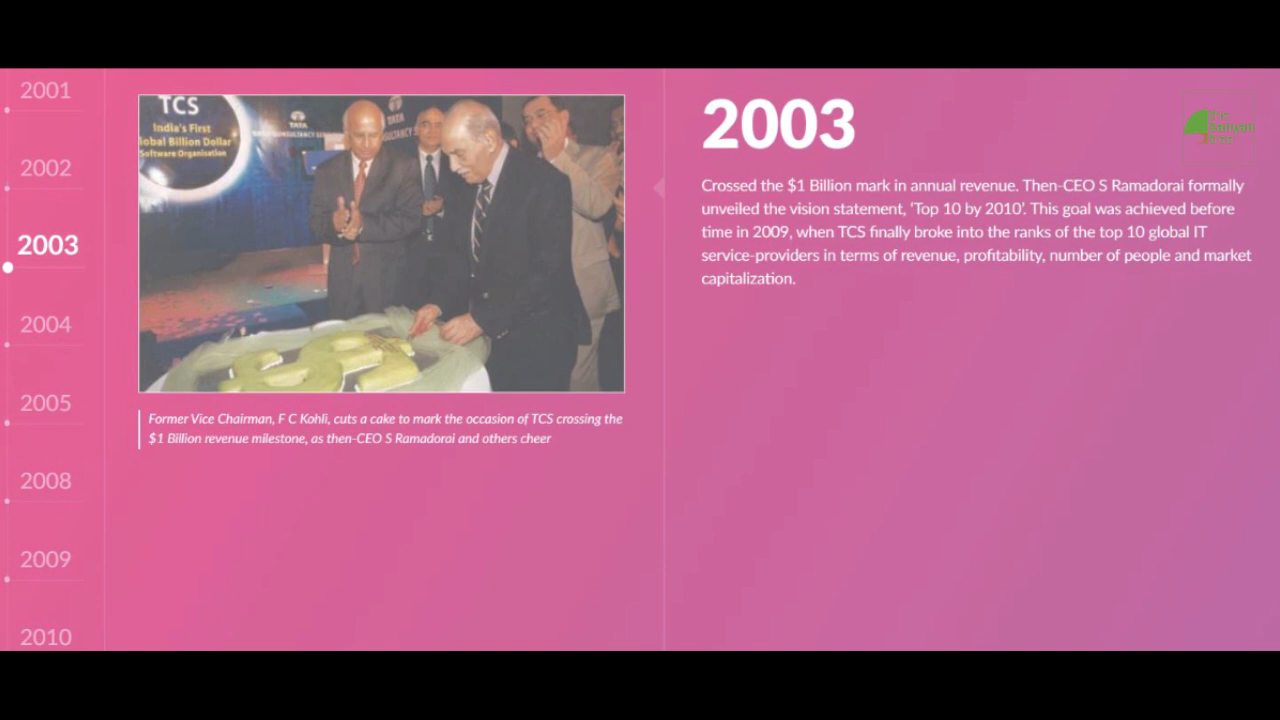 2001
2002
2003
2004
2005
2008
2009
2010
TCS
India's First
lobal Billion Dollar
Software Organisation
TATA
TATA
Former Vice Chairman, F C Kohli, cuts a cake to mark the occasion of TCS crossing the
$1 Billion revenue milestone, as then-CEO S Ramadorai and others cheer
2003
Crossed the $1 Billion mark in annual revenue. Then-CEO S Ramadorai formally
unveiled the vision statement, 'Top 10 by 2010'. This goal was achieved before
time in 2009, when TCS finally broke into the ranks of the top 10 global IT
service-providers in terms of revenue, profitability, number of people and market
capitalization.
The